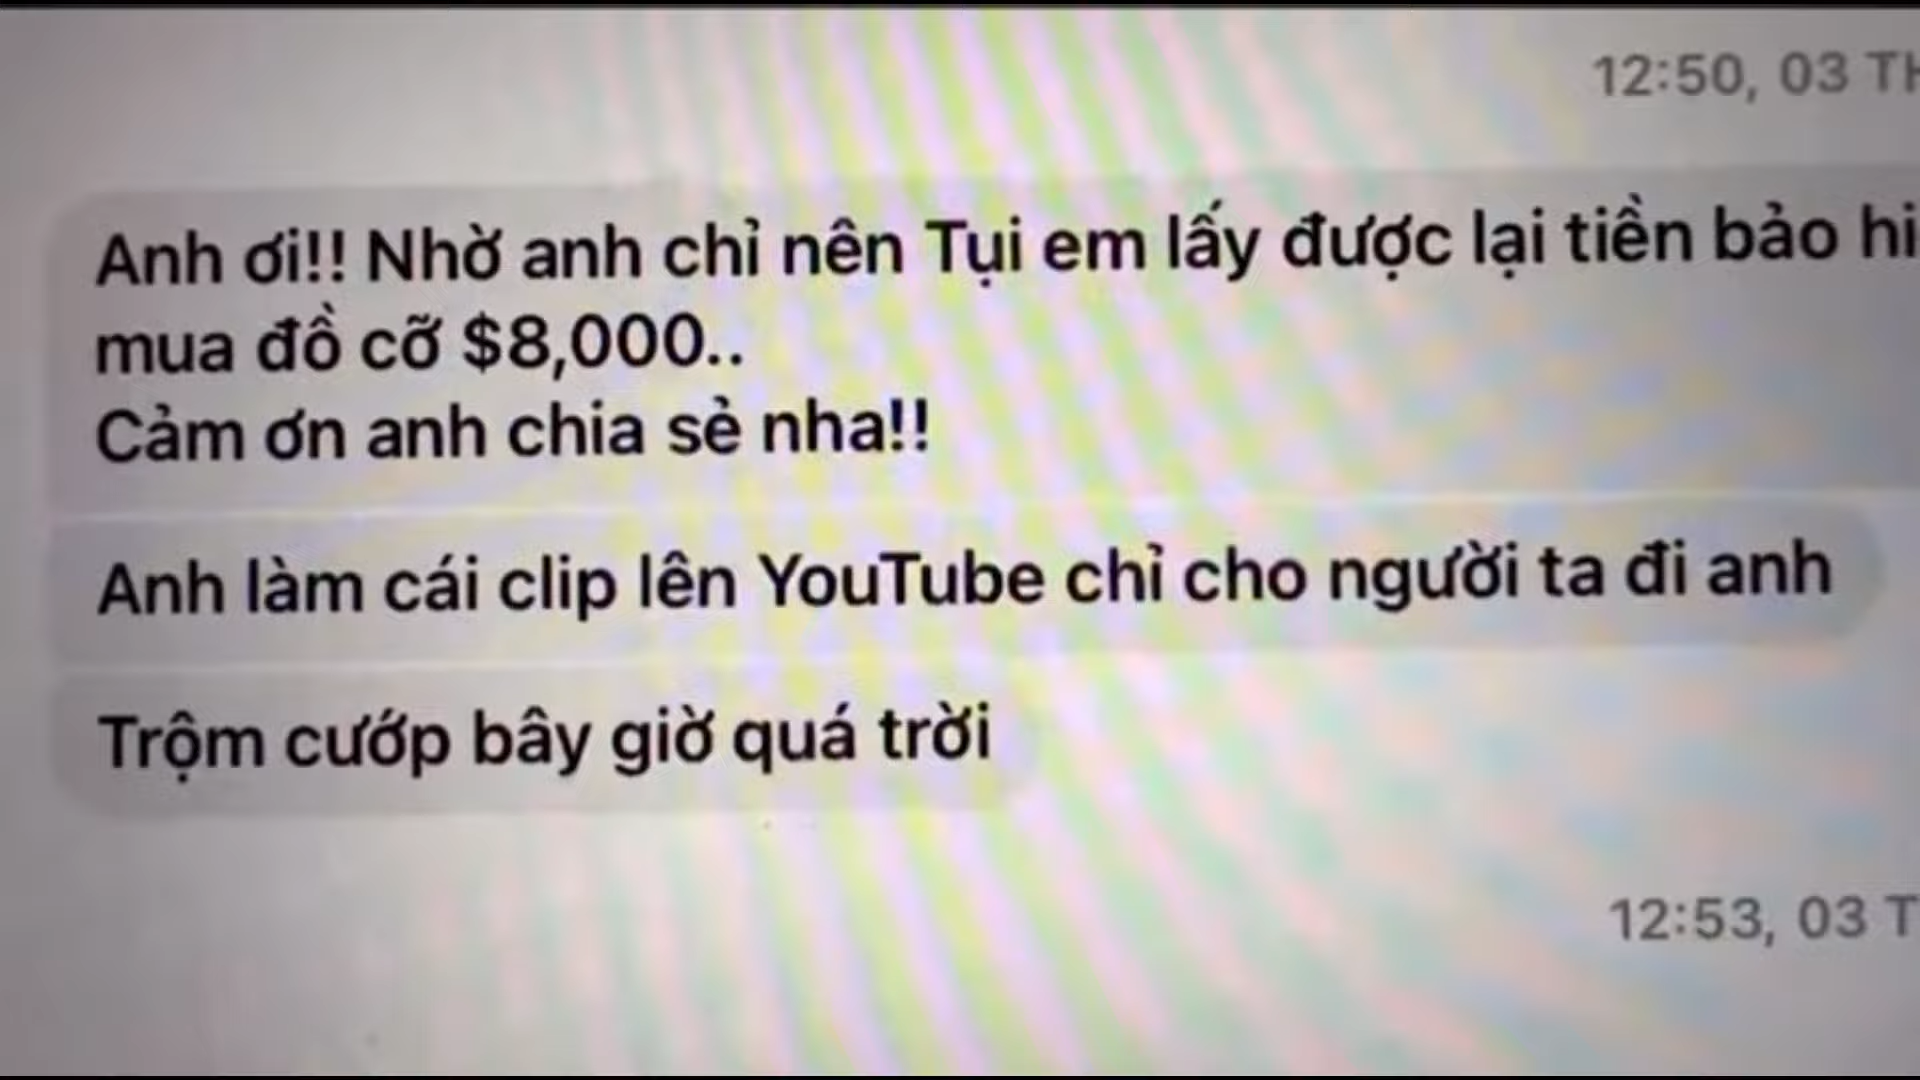 12:50, 03 TH
Anh ơi!! Nhờ anh chỉ nên Tụi em lấy được lại tiền bảo hi
mua đồ cỡ $8,000..
Cảm ơn anh chia sẻ nha!!
Anh làm cái clip lên YouTube chỉ cho người ta đi anh
Trộm cướp bây giờ quá trời
12:53, 03 T